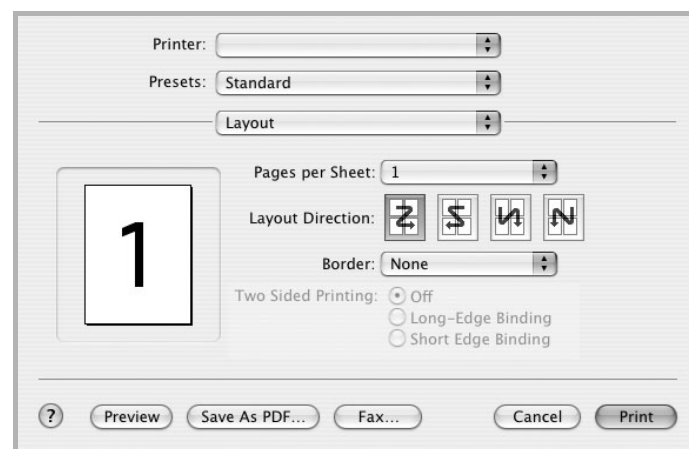 Printer:
Presets: Standard
Layout
Pages per Sheet: 1
Layout Direction:
1
Border: None
Two Sided Printing: Off
Long-Edge Binding
Short Edge Binding
? Preview Save As PDF... Fax... Cancel Print